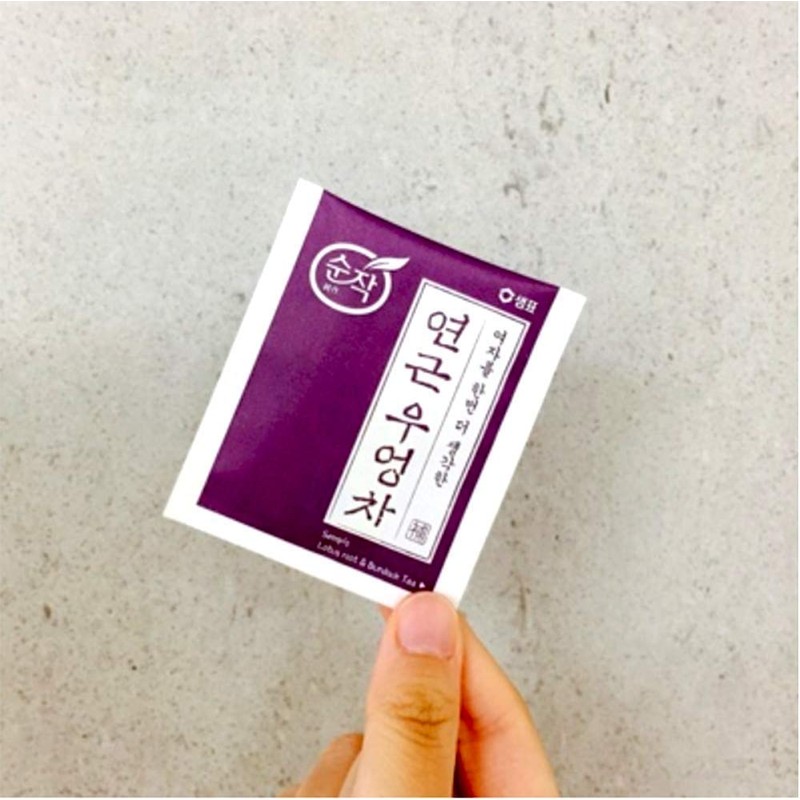 순작
샘표
연근 우엉차
여자를 한번 더 생각한
補
Sempio
Lotus root & Burdock Tea